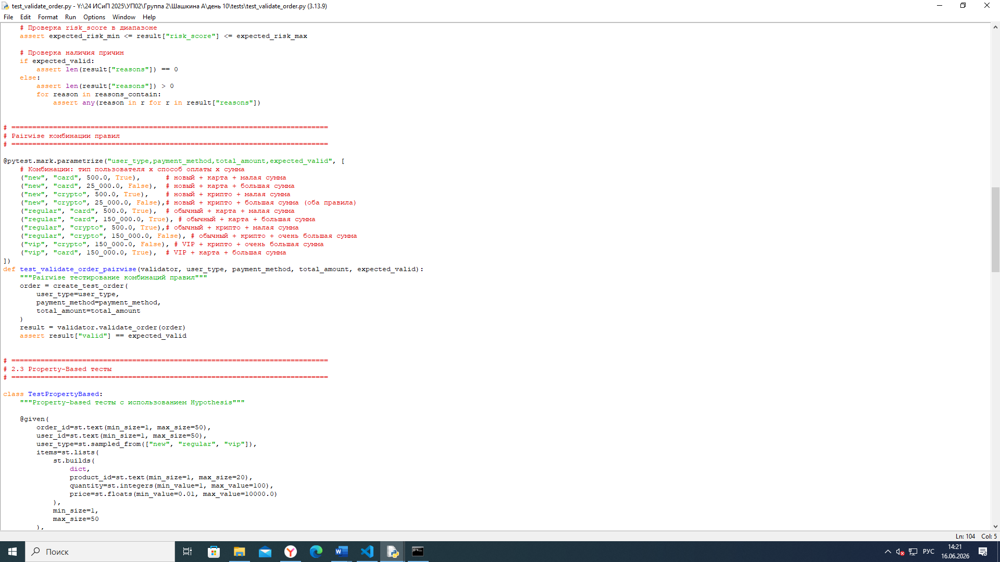 test_validate_order.py - Y:\24 ИСиП 2025\УП02\Группа 2\Шашкина А\день 10\tests\test_validate_order.py (3.13.9)
File Edit Format Run Options Window Help
    # Проверка risk_score в диапазоне
    assert expected_risk_min <= result["risk_score"] <= expected_risk_max

    # Проверка наличия причин
    if expected_valid:
        assert len(result["reasons"]) == 0
    else:
        assert len(result["reasons"]) > 0
        for reason in reasons_contain:
            assert any(reason in r for r in result["reasons"])


# ============================================================================
# Pairwise комбинации правил
# ============================================================================

@pytest.mark.parametrize("user_type,payment_method,total_amount,expected_valid", [
    # Комбинации: тип пользователя x способ оплаты x сумма
    ("new", "card", 500.0, True),      # новый + карта + малая сумма
    ("new", "card", 25_000.0, False),  # новый + карта + большая сумма
    ("new", "crypto", 500.0, True),    # новый + крипто + малая сумма
    ("new", "crypto", 25_000.0, False),# новый + крипто + большая сумма (оба правила)
    ("regular", "card", 500.0, True),  # обычный + карта + малая сумма
    ("regular", "card", 150_000.0, True), # обычный + карта + большая сумма
    ("regular", "crypto", 500.0, True),# обычный + крипто + малая сумма
    ("regular", "crypto", 150_000.0, False), # обычный + крипто + очень большая сумма
    ("vip", "crypto", 150_000.0, False), # VIP + крипто + очень большая сумма
    ("vip", "card", 150_000.0, True),  # VIP + карта + большая сумма
])
def test_validate_order_pairwise(validator, user_type, payment_method, total_amount, expected_valid):
    """Pairwise тестирование комбинаций правил"""
    order = create_test_order(
        user_type=user_type,
        payment_method=payment_method,
        total_amount=total_amount
    )
    result = validator.validate_order(order)
    assert result["valid"] == expected_valid


# ============================================================================
# 2.3 Property-Based тесты
# ============================================================================

class TestPropertyBased:
    """Property-based тесты с использованием Hypothesis"""

    @given(
        order_id=st.text(min_size=1, max_size=50),
        user_id=st.text(min_size=1, max_size=50),
        user_type=st.sampled_from(["new", "regular", "vip"]),
        items=st.lists(
            st.builds(
                dict,
                product_id=st.text(min_size=1, max_size=20),
                quantity=st.integers(min_value=1, max_value=100),
                price=st.floats(min_value=0.01, max_value=10000.0)
            ),
            min_size=1,
            max_size=50
        ),
Ln: 104 Col: 5
Поиск
РУС
14:21
16.06.2026